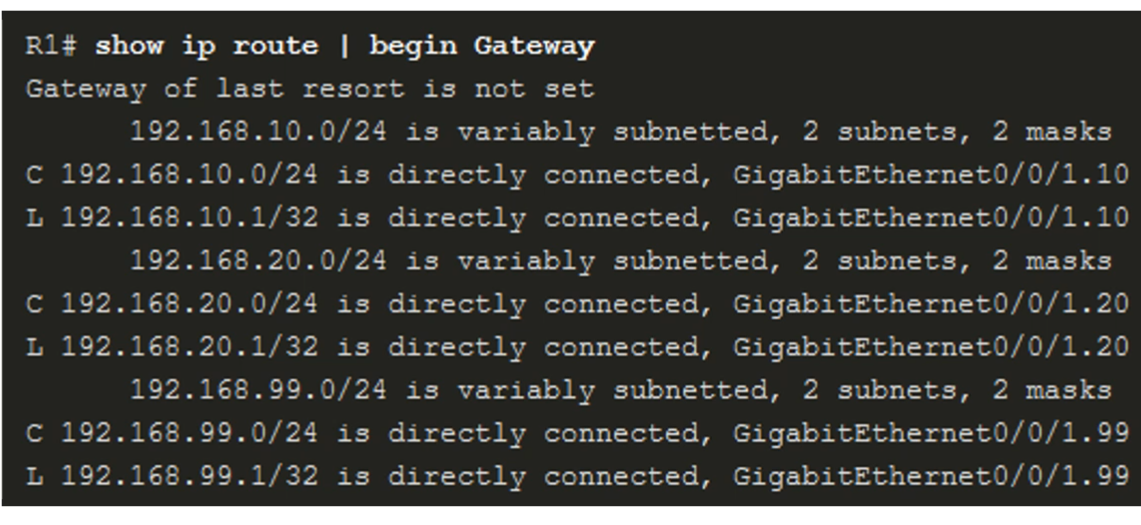 R1# show ip route | begin Gateway
Gateway of last resort is not set
192.168.10.0/24 is variably subnetted, 2 subnets, 2 masks
C 192.168.10.0/24 is directly connected, GigabitEthernet0/0/1.10
L 192.168.10.1/32 is directly connected, GigabitEthernet0/0/1.10
192.168.20.0/24 is variably subnetted, 2 subnets, 2 masks
C 192.168.20.0/24 is directly connected, GigabitEthernet0/0/1.20
L 192.168.20.1/32 is directly connected, GigabitEthernet0/0/1.20
192.168.99.0/24 is variably subnetted, 2 subnets, 2 masks
C 192.168.99.0/24 is directly connected, GigabitEthernet0/0/1.99
L 192.168.99.1/32 is directly connected, GigabitEthernet0/0/1.99